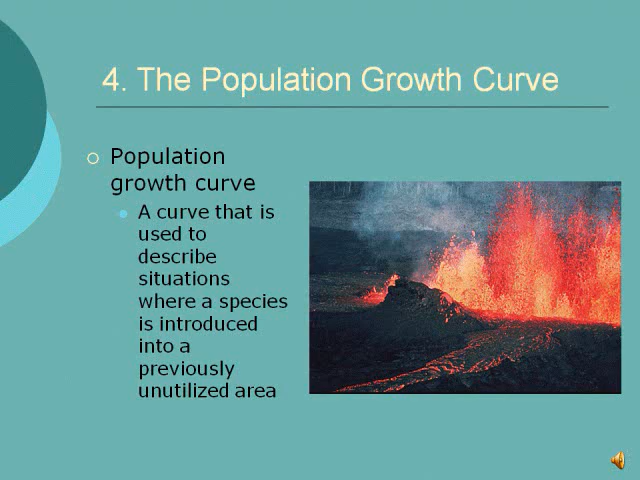 4. The Population Growth Curve
Population
growth curve
A curve that is
used to
describe
situations
where a species
is introduced
into a
previously
unutilized area